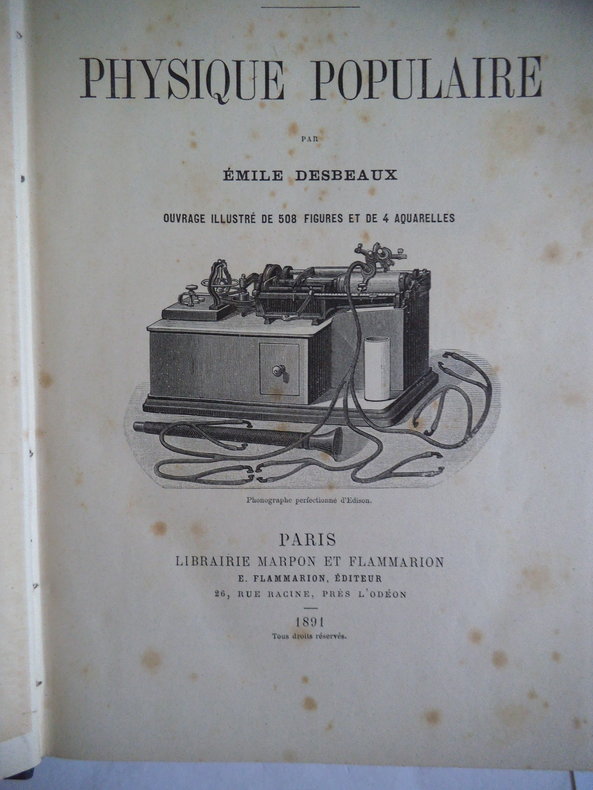 PHYSIQUE POPULAIRE
PAR
ÉMILE DESBEAUX
OUVRAGE ILLUSTRÉ DE 508 FIGURES ET DE 4 AQUARELLES
Phonographe perfectionné d'Edison.
PARIS
LIBRAIRIE MARPON ET FLAMMARION
E. FLAMMARION, ÉDITEUR
26, RUE RACINE, PRÈS L'ODÉON
1891
Tous droits réservés.